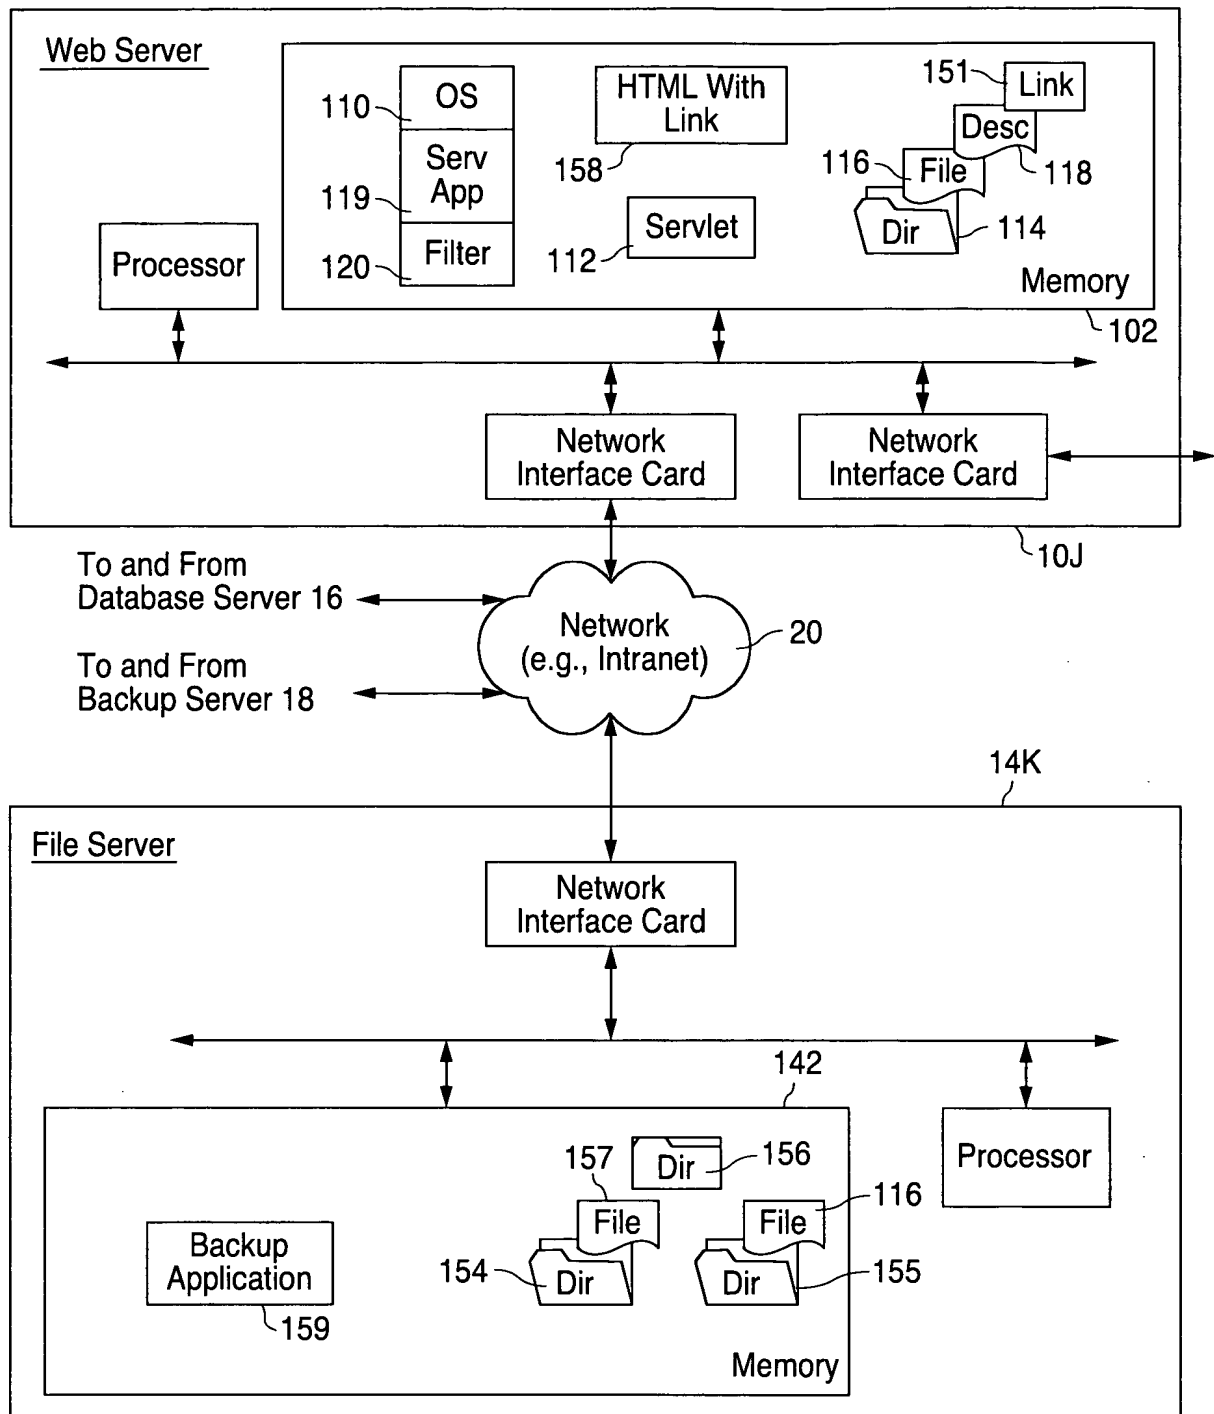 Web Server
OS
110
Serv
App
119
Filter
120
HTML With
Link
158
Servlet
112
151
Link
Desc
118
116
File
Dir
114
Memory
102
Processor
Network
Interface Card
Network
Interface Card
10J
To and From
Database Server 16
Network
(e.g., Intranet)
20
To and From
Backup Server 18
14K
File Server
Network
Interface Card
142
Processor
Dir
156
157
File
154
Dir
116
File
Dir
155
Backup
Application
159
Memory